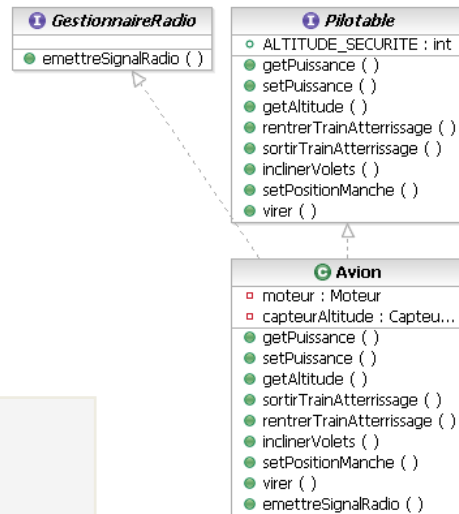 GestionnaireRadio
emettreSignalRadio ( )
Pilotable
ALTITUDE_SECURITE : int
getPuissance ( )
setPuissance ( )
getAltitude ( )
rentrerTrainAtterrissage ( )
sortirTrainAtterrissage ( )
inclinerVolets ( )
setPositionManche ( )
virer ( )
Avion
moteur : Moteur
capteurAltitude : Capteu...
getPuissance ( )
setPuissance ( )
getAltitude ( )
sortirTrainAtterrissage ( )
rentrerTrainAtterrissage ( )
inclinerVolets ( )
setPositionManche ( )
virer ( )
emettreSignalRadio ( )